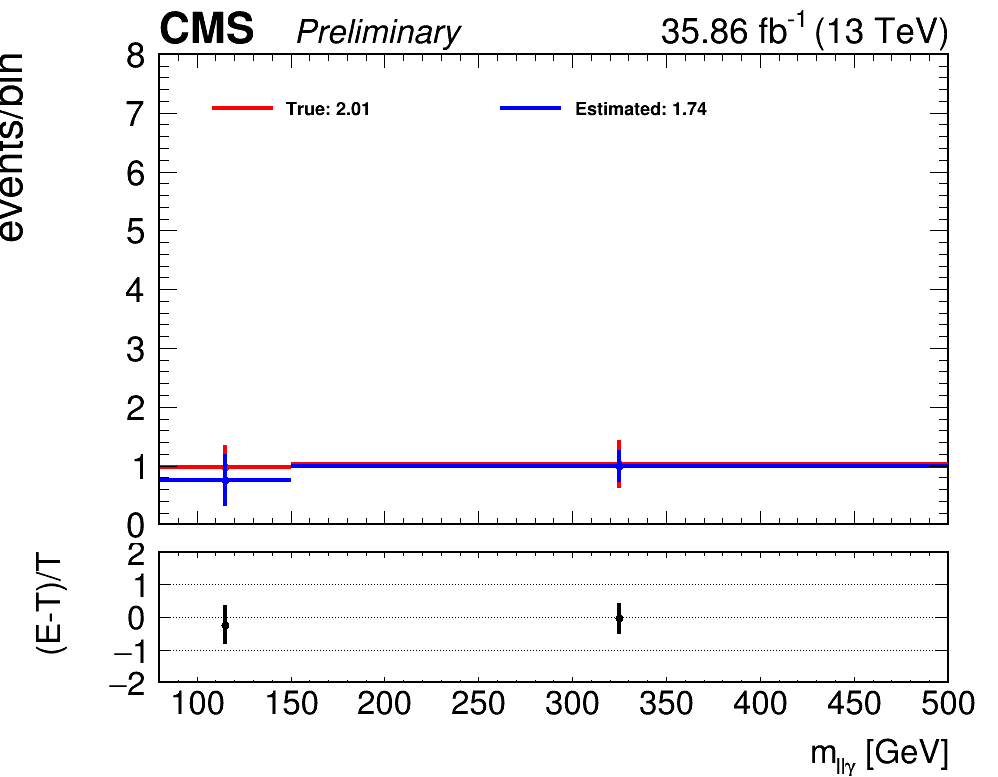 CMS Preliminary 35.86 fb⁻¹ (13 TeV)
events/bin
8
True: 2.01 Estimated: 1.74
7
6
5
4
3
2
1
0
(E-T)/T
2
1
0
−1
−2
100 150 200 250 300 350 400 450 500
m_llγ [GeV]